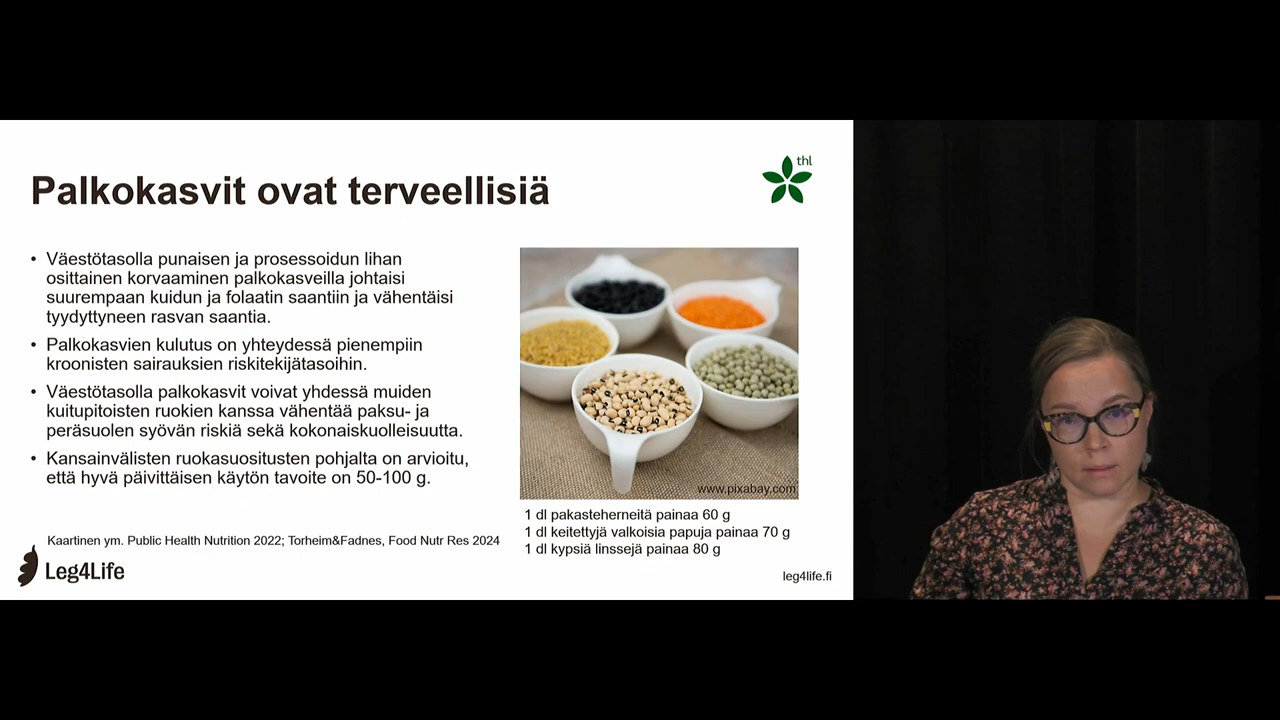 thl
Palkokasvit ovat terveellisiä
• Väestötasolla punaisen ja prosessoidun lihan
osittainen korvaaminen palkokasveilla johtaisi
suurempaan kuidun ja folaatin saantiin ja vähentäisi
tyydyttyneen rasvan saantia.
• Palkokasvien kulutus on yhteydessä pienempiin
kroonisten sairauksien riskitekijätasoihin.
• Väestötasolla palkokasvit voivat yhdessä muiden
kuitupitoisten ruokien kanssa vähentää paksu- ja
peräsuolen syövän riskiä sekä kokonaiskuolleisuutta.
• Kansainvälisten ruokasuositusten pohjalta on arvioitu,
että hyvä päivittäisen käytön tavoite on 50-100 g.
www.pixabay.com
1 dl pakasteherneitä painaa 60 g
1 dl keitettyjä valkoisia papuja painaa 70 g
1 dl kypsiä linssejä painaa 80 g
Kaartinen ym. Public Health Nutrition 2022; Torheim&Fadnes, Food Nutr Res 2024
Leg4Life
leg4life.fi